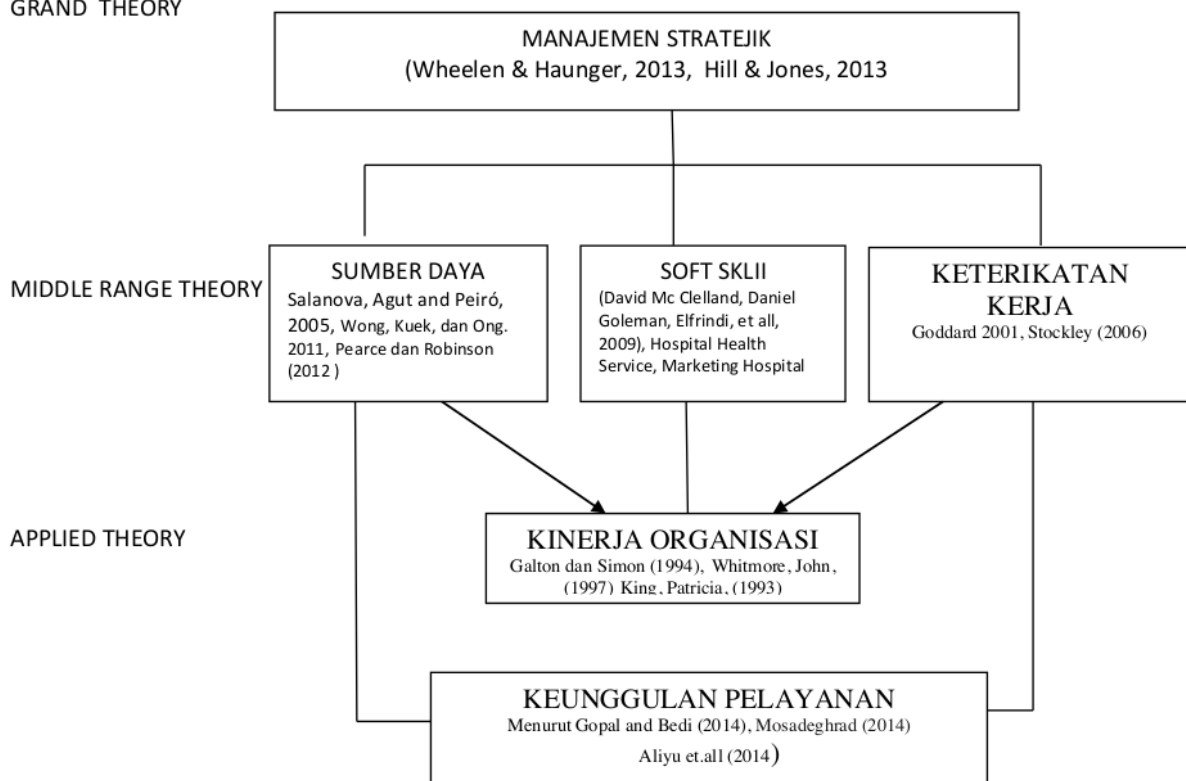 GRAND THEORY
MANAJEMEN STRATEJIK
(Wheelen & Haunger, 2013, Hill & Jones, 2013
MIDDLE RANGE THEORY
SUMBER DAYA
Salanova, Agut and Peiró,
2005, Wong, Kuek, dan Ong.
2011, Pearce dan Robinson
(2012 )
SOFT SKLII
(David Mc Clelland, Daniel
Goleman, Elfrindi, et all,
2009), Hospital Health
Service, Marketing Hospital
KETERIKATAN
KERJA
Goddard 2001, Stockley (2006)
APPLIED THEORY
KINERJA ORGANISASI
Galton dan Simon (1994), Whitmore, John,
(1997) King, Patricia, (1993)
KEUNGGULAN PELAYANAN
Menurut Gopal and Bedi (2014), Mosadeghrad (2014)
Aliyu et.all (2014)